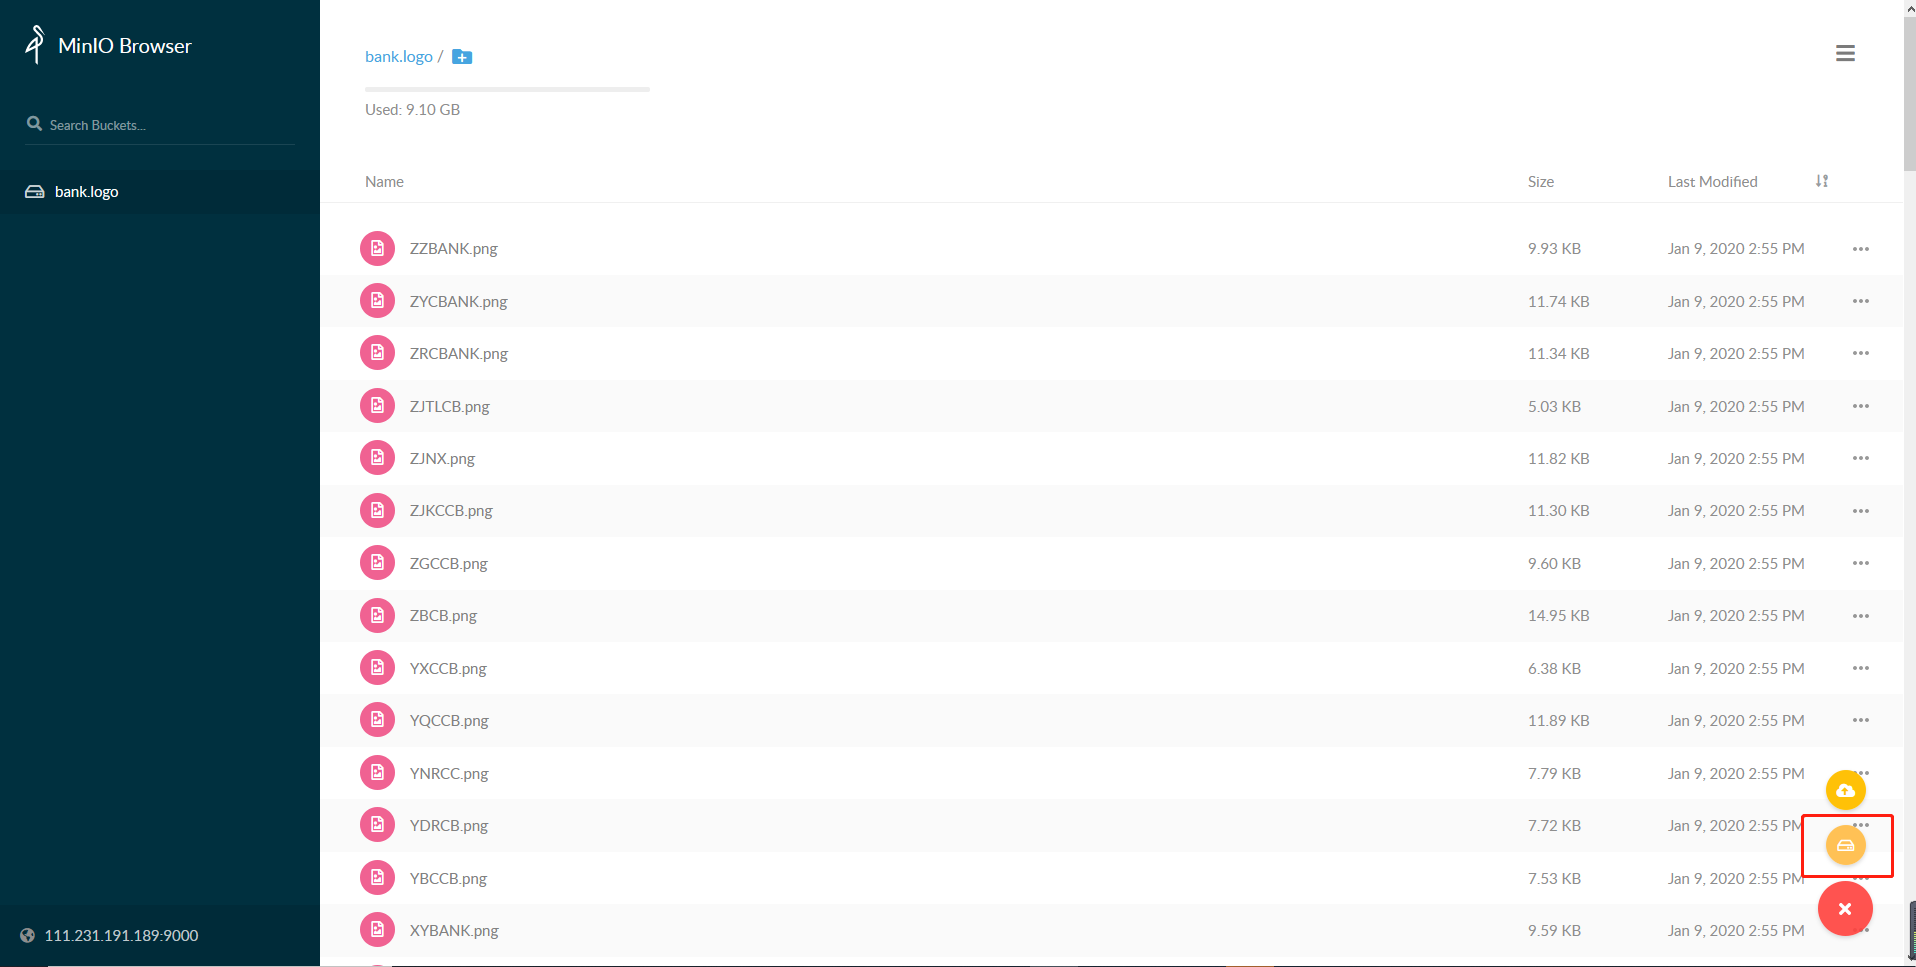 MinIO Browser
Search Buckets...
bank.logo
bank.logo /
Used: 9.10 GB
Name Size Last Modified
ZZBANK.png 9.93 KB Jan 9, 2020 2:55 PM
ZYCBANK.png 11.74 KB Jan 9, 2020 2:55 PM
ZRCBANK.png 11.34 KB Jan 9, 2020 2:55 PM
ZJTLCB.png 5.03 KB Jan 9, 2020 2:55 PM
ZJNX.png 11.82 KB Jan 9, 2020 2:55 PM
ZJKCCB.png 11.30 KB Jan 9, 2020 2:55 PM
ZGCCB.png 9.60 KB Jan 9, 2020 2:55 PM
ZBCB.png 14.95 KB Jan 9, 2020 2:55 PM
YXCCB.png 6.38 KB Jan 9, 2020 2:55 PM
YQCCB.png 11.89 KB Jan 9, 2020 2:55 PM
YNRCC.png 7.79 KB Jan 9, 2020 2:55 PM
YDRCB.png 7.72 KB Jan 9, 2020 2:55 PM
YBCCB.png 7.53 KB Jan 9, 2020 2:55 PM
XYBANK.png 9.59 KB Jan 9, 2020 2:55 PM
111.231.191.189:9000